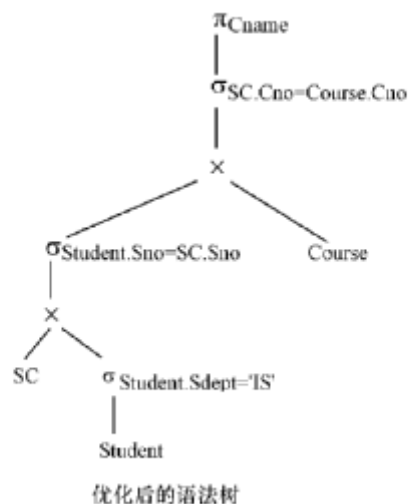 πCname
σSC.Cno=Course.Cno
×
σStudent.Sno=SC.Sno
Course
×
SC
σStudent.Sdept='IS'
Student
优化后的语法树